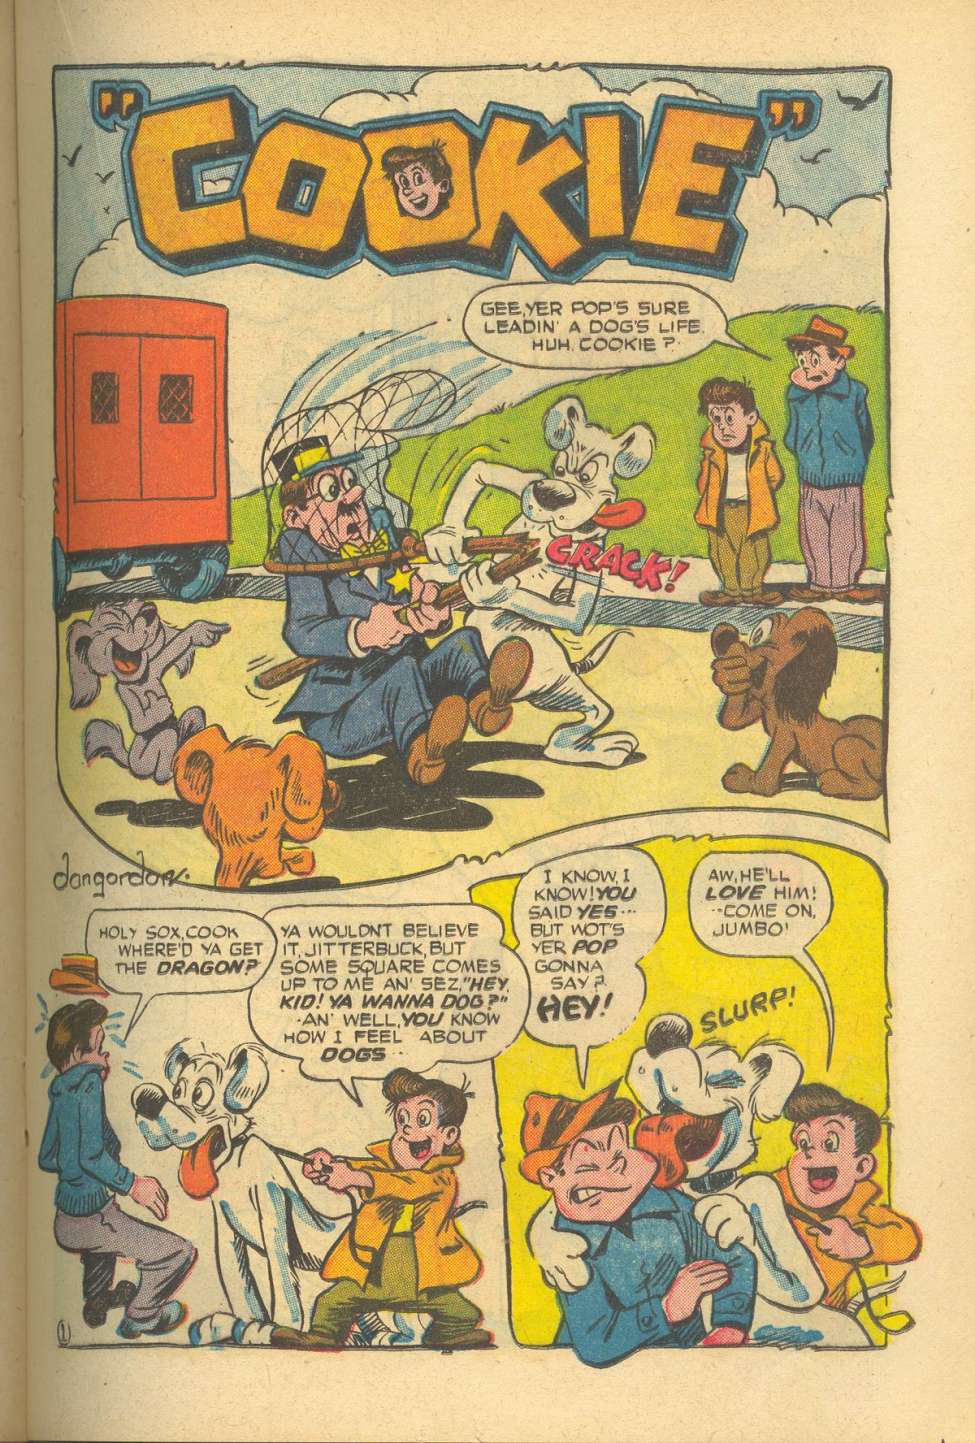 "COOKIE"
GEE, YER POP'S SURE
LEADIN' A DOG'S LIFE.
HUH, COOKIE?
CRACK!
dangordon
HOLY SOX, COOK
WHERE'D YA GET
THE DRAGON?
YA WOULDN'T BELIEVE
IT, JITTERBUCK, BUT
SOME SQUARE COMES
UP TO ME AN' SEZ, "HEY,
KID! YA WANNA DOG?"
-AN' WELL, YOU KNOW
HOW I FEEL ABOUT
DOGS--
I KNOW, I
KNOW! YOU
SAID YES---
BUT WOT'S
YER POP
GONNA
SAY?
HEY!
AW, HE'LL
LOVE HIM!
--COME ON,
JUMBO!
SLURP!
1